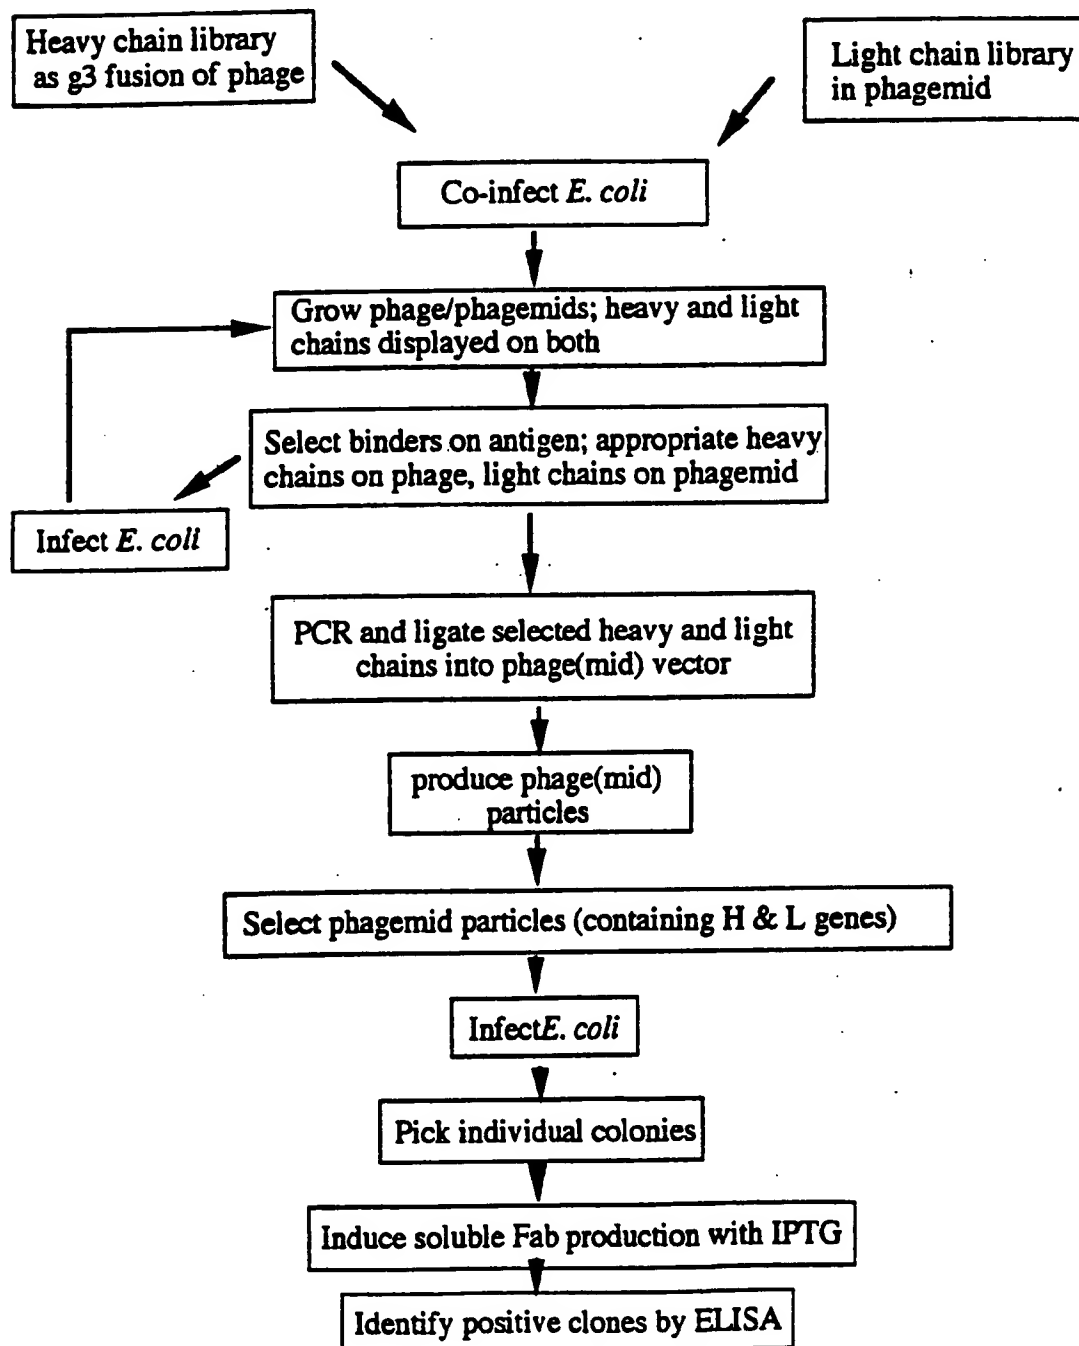 Heavy chain library
as g3 fusion of phage
Light chain library
in phagemid
Co-infect E. coli
Grow phage/phagemids; heavy and light
chains displayed on both
Select binders on antigen; appropriate heavy
chains on phage, light chains on phagemid
Infect E. coli
PCR and ligate selected heavy and light
chains into phage(mid) vector
produce phage(mid)
particles
Select phagemid particles (containing H & L genes)
InfectE. coli
Pick individual colonies
Induce soluble Fab production with IPTG
Identify positive clones by ELISA